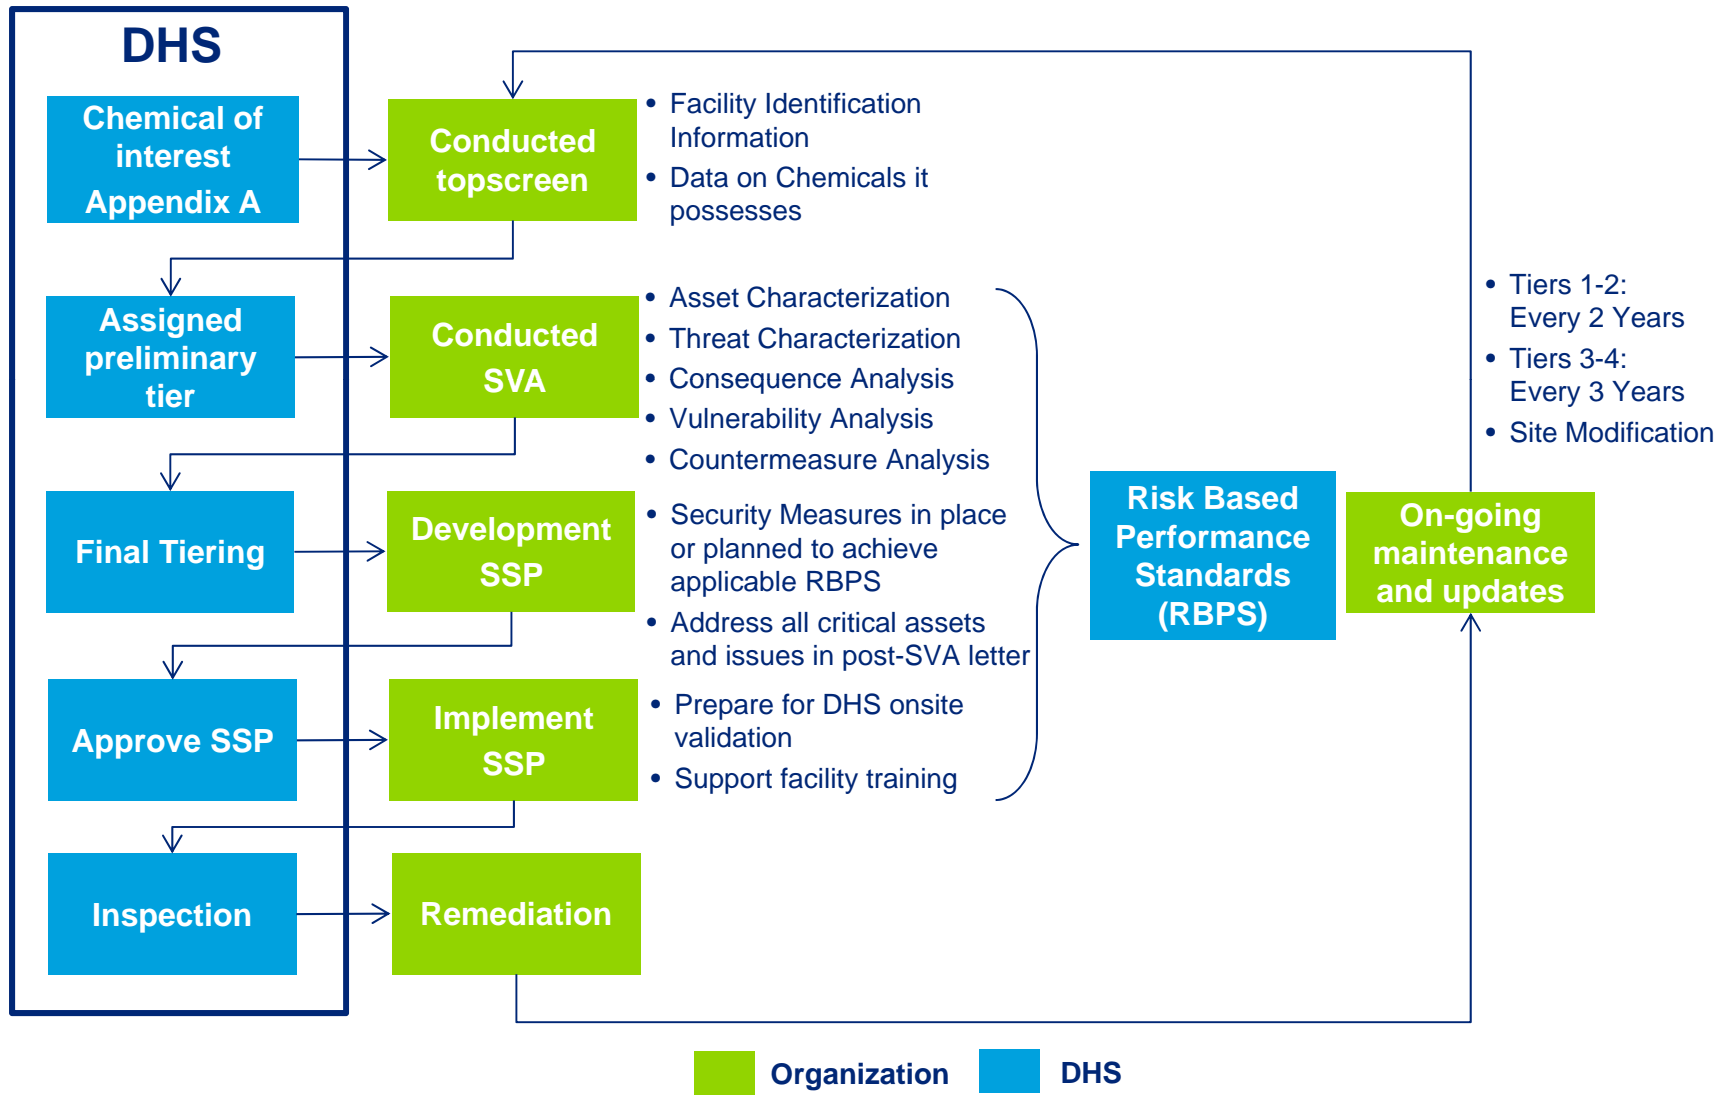 DHS
Chemical of
interest
Appendix A
Conducted
topscreen
• Facility Identification
Information
• Data on Chemicals it
possesses
Assigned
preliminary
tier
Conducted
SVA
• Asset Characterization
• Threat Characterization
• Consequence Analysis
• Vulnerability Analysis
• Countermeasure Analysis
Final Tiering
Development
SSP
• Security Measures in place
or planned to achieve
applicable RBPS
• Address all critical assets
and issues in post-SVA letter
Approve SSP
Implement
SSP
• Prepare for DHS onsite
validation
• Support facility training
Inspection
Remediation
Risk Based
Performance
Standards
(RBPS)
On-going
maintenance
and updates
• Tiers 1-2:
Every 2 Years
• Tiers 3-4:
Every 3 Years
• Site Modification
Organization
DHS